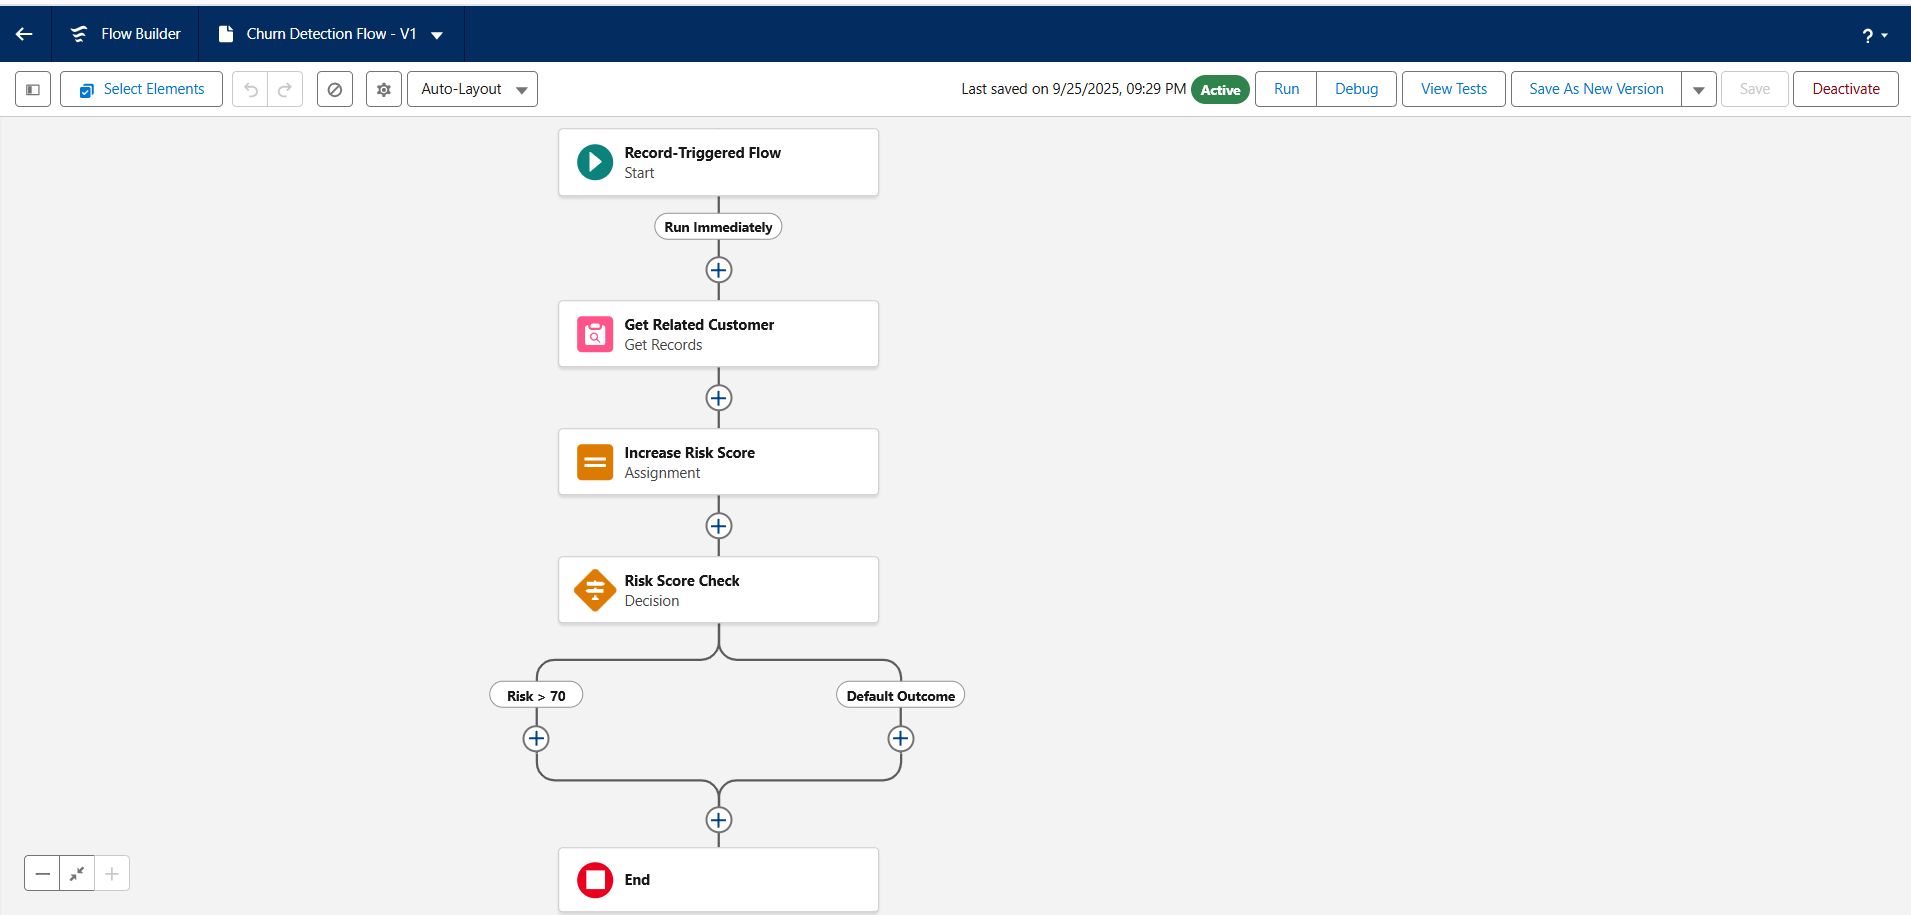 Flow Builder
Churn Detection Flow - V1
?
Select Elements
Auto-Layout
Last saved on 9/25/2025, 09:29 PM
Active
Run
Debug
View Tests
Save As New Version
Save
Deactivate
Record-Triggered Flow
Start
Run Immediately
Get Related Customer
Get Records
Increase Risk Score
Assignment
Risk Score Check
Decision
Risk > 70
Default Outcome
End